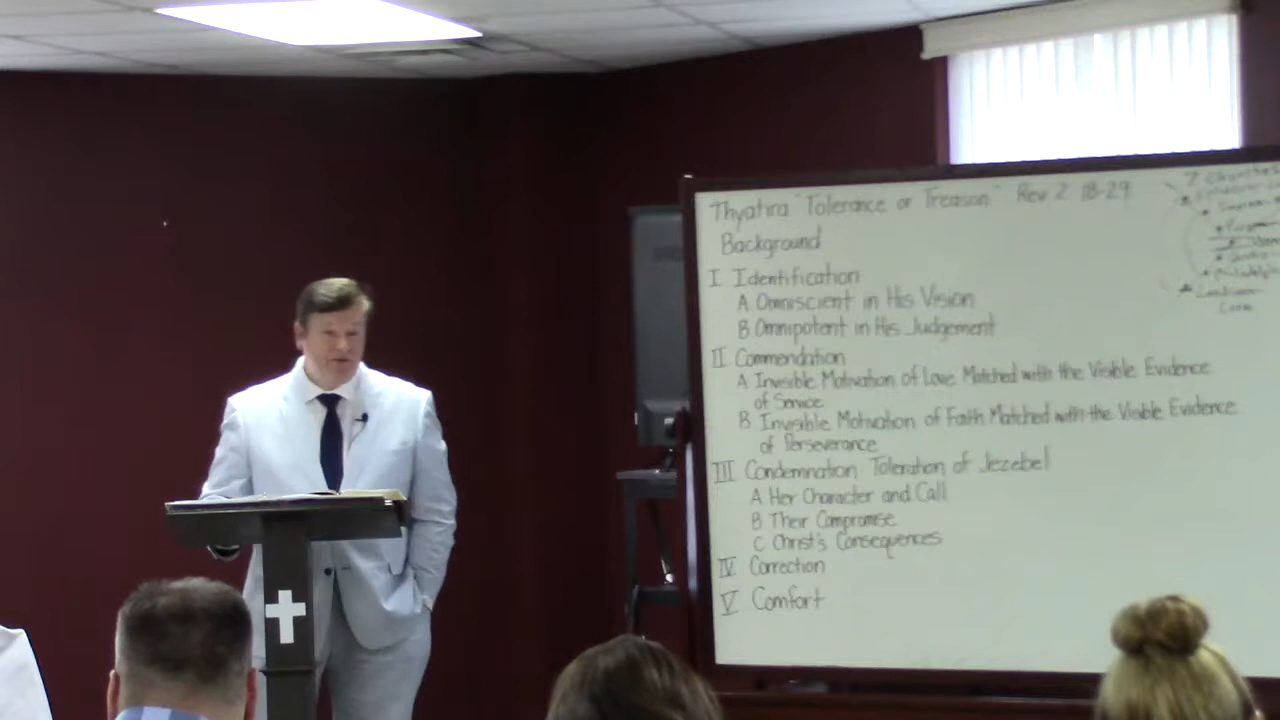 Thyatira "Tolerance or Treason" Rev 2 18-29
Background
I Identification
A Omniscient in His Vision
B Omnipotent in His Judgement
II Commendation
A Invisible Motivation of Love Matched with the Visible Evidence
of Service
B Invisible Motivation of Faith Matched with the Visible Evidence
of Perseverance
III Condemnation Toleration of Jezebel
A Her Character and Call
B Their Compromise
C Christ's Consequences
IV Correction
V Comfort
7 Churches